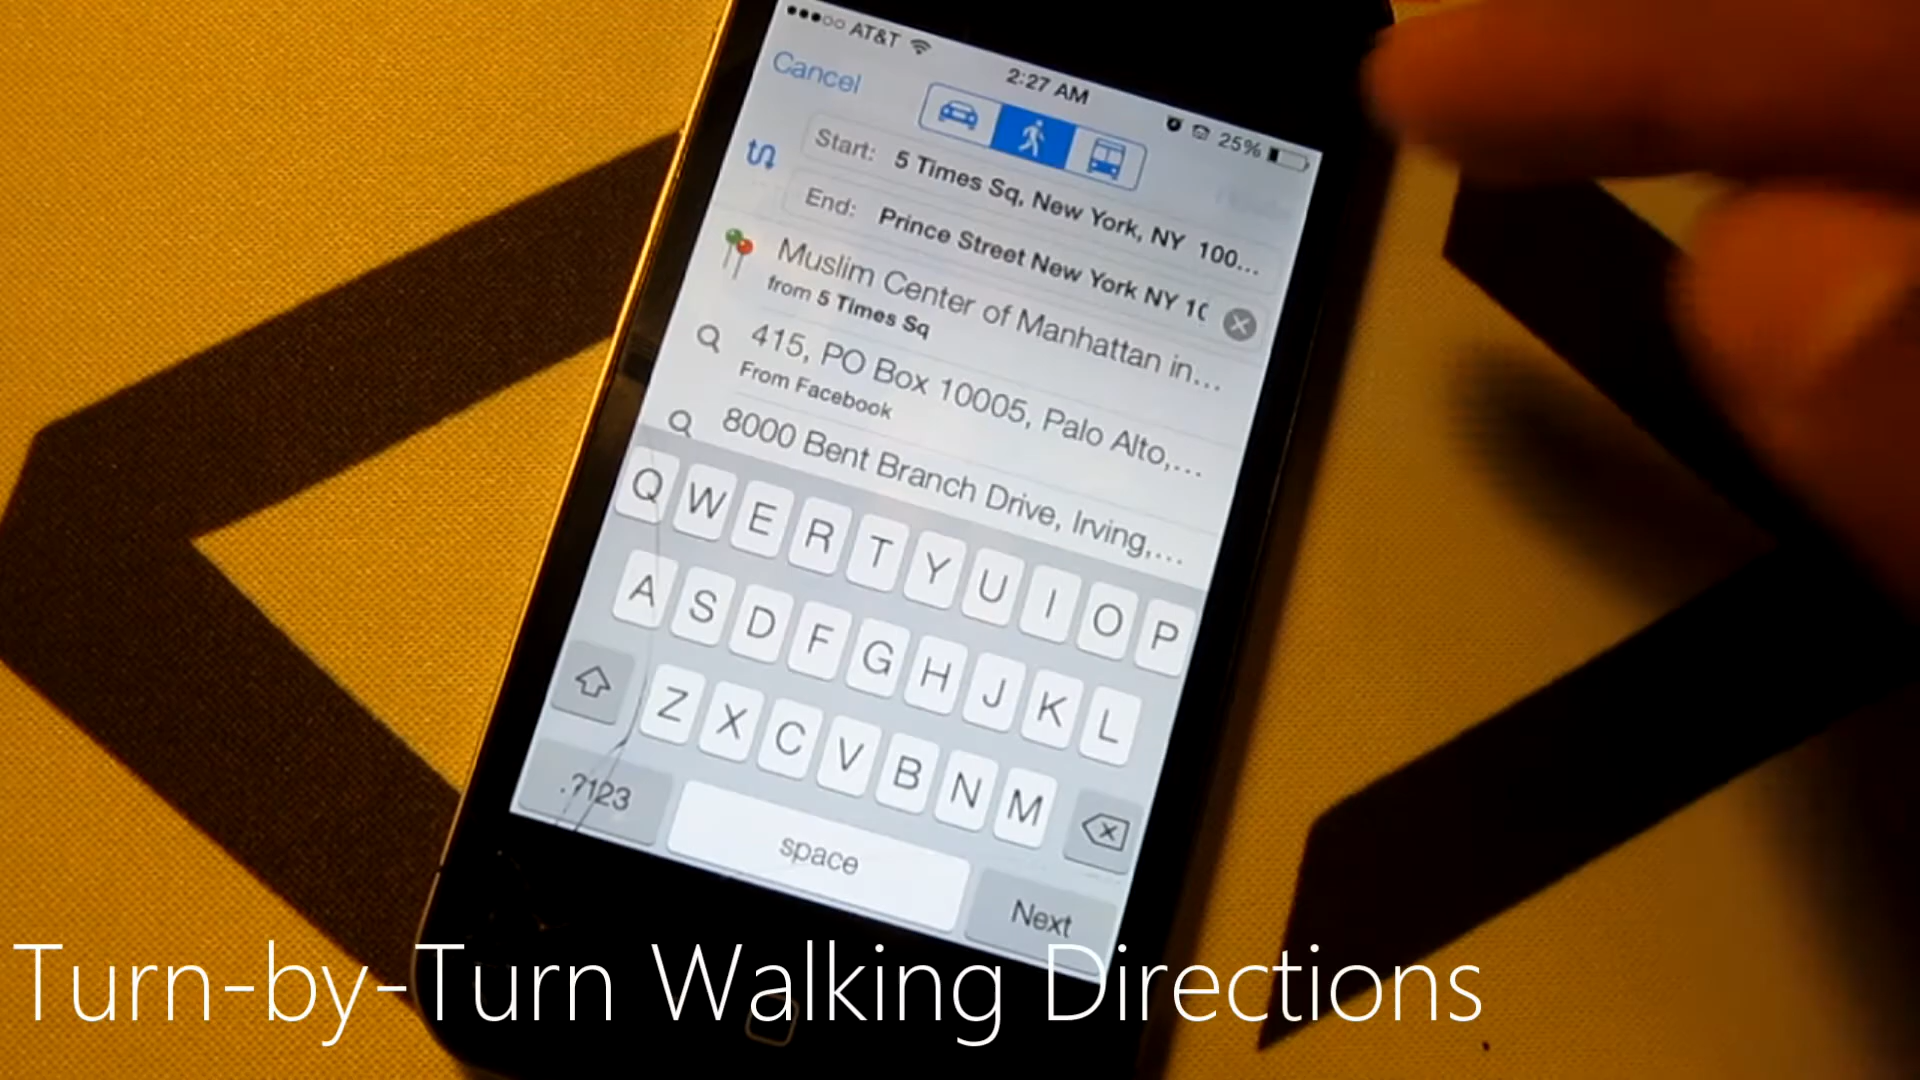 AT&T
2:27 AM
25%
Cancel
Start: 5 Times Sq, New York, NY 100...
End: Prince Street New York NY 10
Muslim Center of Manhattan in...
from 5 Times Sq
415, PO Box 10005, Palo Alto,...
From Facebook
8000 Bent Branch Drive, Irving,...
Q W E R T Y U I O P
A S D F G H J K L
Z X C V B N M
.?123
space
Next
Turn-by-Turn Walking Directions